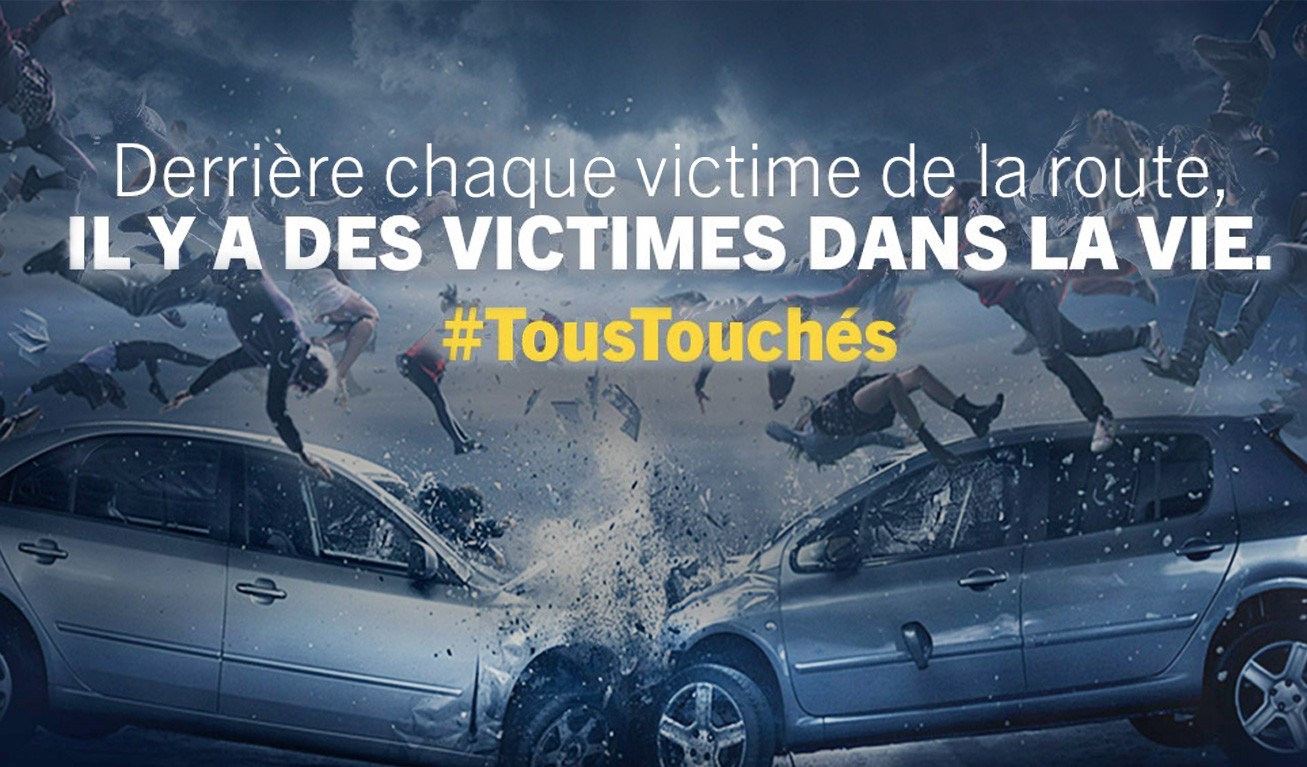 Derrière chaque victime de la route,
IL Y A DES VICTIMES DANS LA VIE.
#TousTouchés